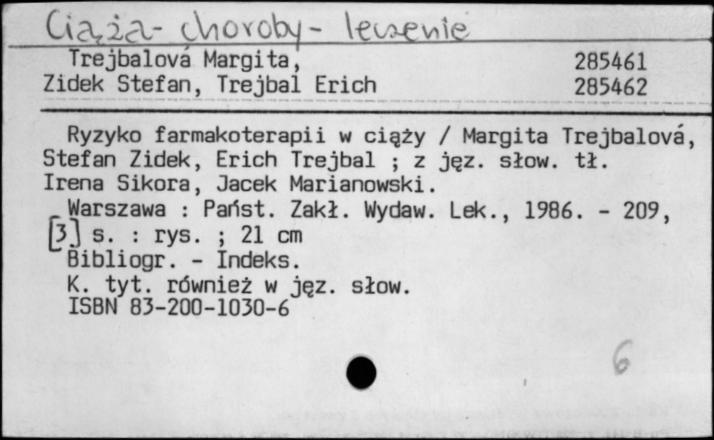 Ciąża - choroby - leczenie
Trejbalová Margita, 285461
Zidek Stefan, Trejbal Erich 285462
Ryzyko farmakoterapii w ciąży / Margita Trejbalová,
Stefan Zidek, Erich Trejbal ; z jęz. słow. tł.
Irena Sikora, Jacek Marianowski.
Warszawa : Państ. Zakł. Wydaw. Lek., 1986. - 209,
[3] s. : rys. ; 21 cm
Bibliogr. - Indeks.
K. tyt. również w jęz. słow.
ISBN 83-200-1030-6
6